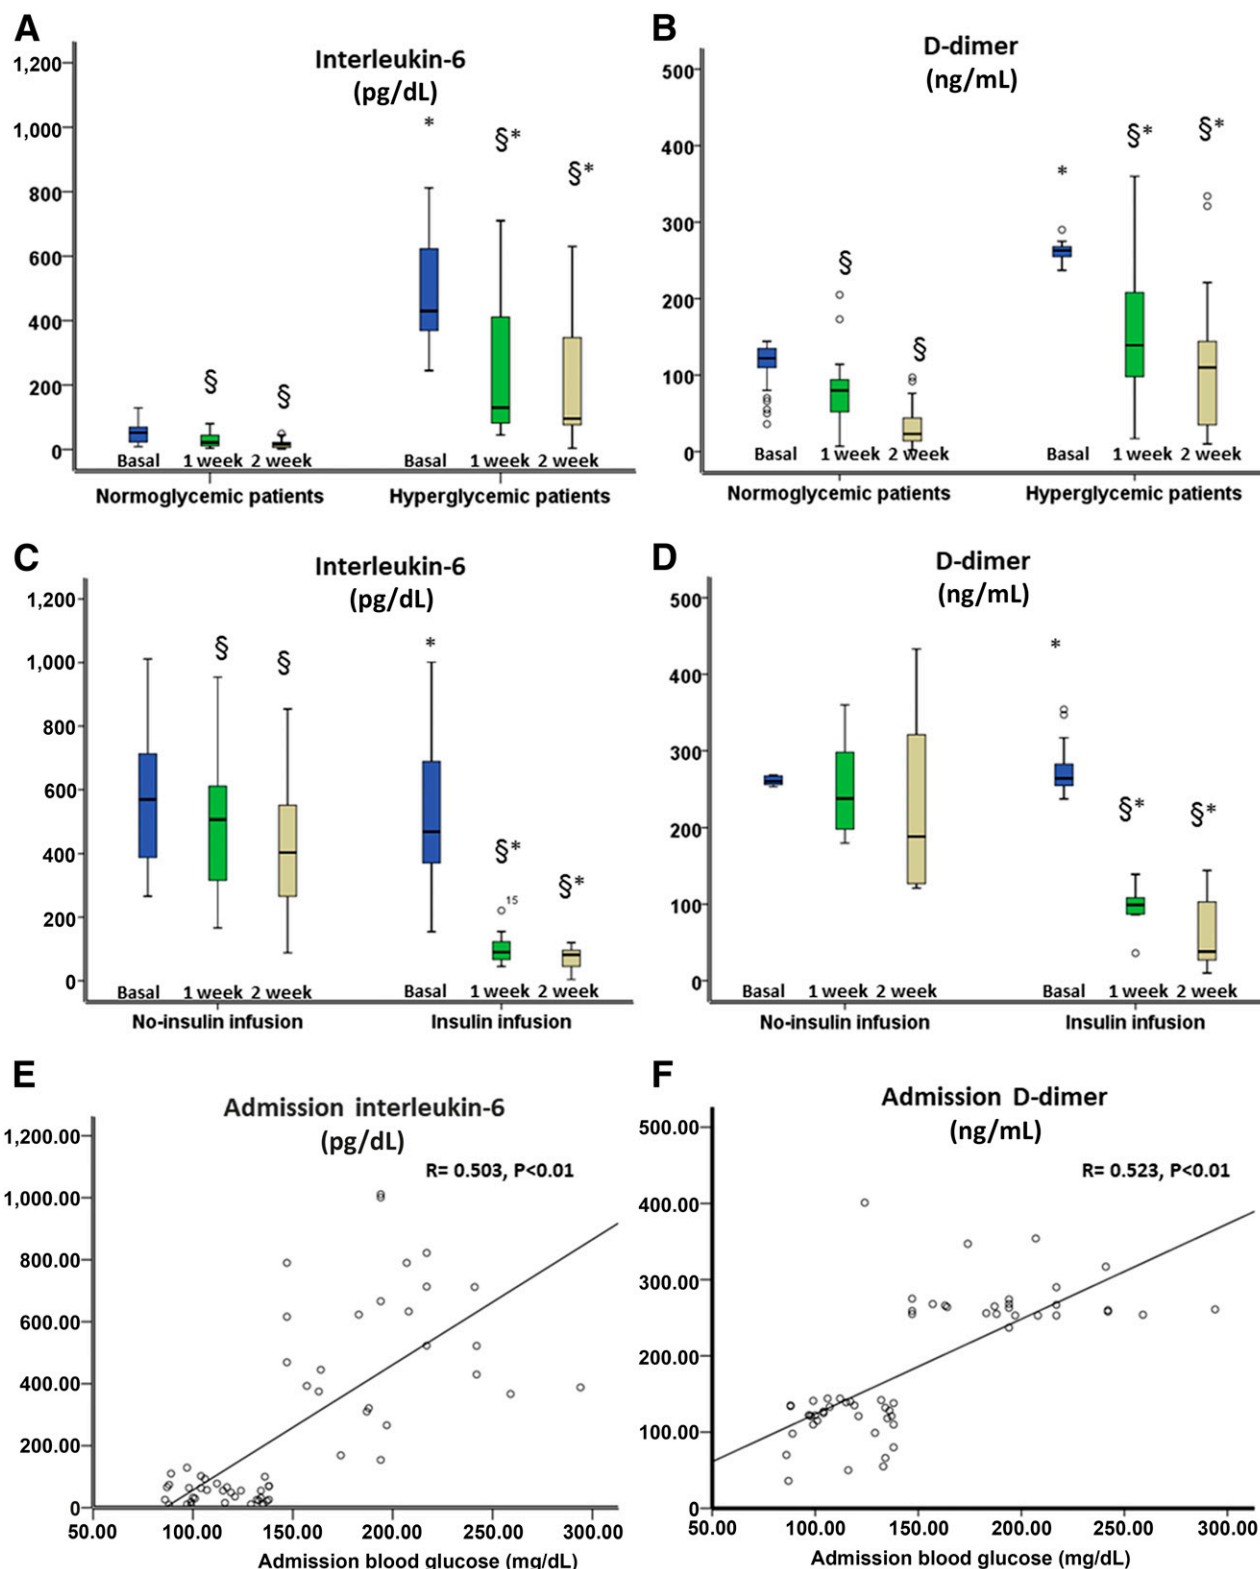 A
Interleukin-6
(pg/dL)
1,200
1,000
800
600
400
200
0
*
§*
§*
§
§
Basal 1 week 2 week
Basal 1 week 2 week
Normoglycemic patients
Hyperglycemic patients
B
D-dimer
(ng/mL)
500
400
300
200
100
0
*
§*
§*
§
§
Basal 1 week 2 week
Basal 1 week 2 week
Normoglycemic patients
Hyperglycemic patients
C
Interleukin-6
(pg/dL)
1,200
1,000
800
600
400
200
0
§
§
*
§*
§*
15
Basal 1 week 2 week
Basal 1 week 2 week
No-insulin infusion
Insulin infusion
D
D-dimer
(ng/mL)
500
400
300
200
100
0
*
§*
§*
Basal 1 week 2 week
Basal 1 week 2 week
No-insulin infusion
Insulin infusion
E
Admission interleukin-6
(pg/dL)
R= 0.503, P<0.01
1,200.00
1,000.00
800.00
600.00
400.00
200.00
0
50.00 100.00 150.00 200.00 250.00 300.00
Admission blood glucose (mg/dL)
F
Admission D-dimer
(ng/mL)
R= 0.523, P<0.01
500.00
400.00
300.00
200.00
100.00
0
50.00 100.00 150.00 200.00 250.00 300.00
Admission blood glucose (mg/dL)